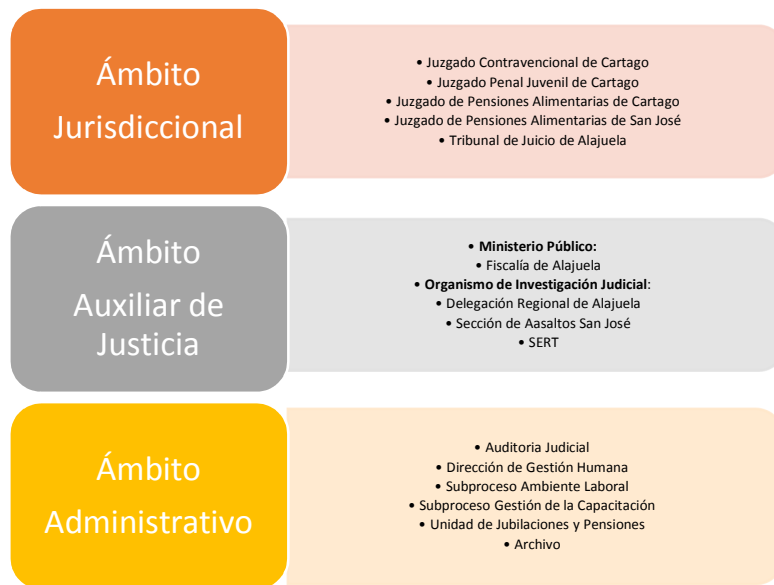 Ámbito
Jurisdiccional
• Juzgado Contravencional de Cartago
• Juzgado Penal Juvenil de Cartago
• Juzgado de Pensiones Alimentarias de Cartago
• Juzgado de Pensiones Alimentarias de San José
• Tribunal de Juicio de Alajuela
Ámbito
Auxiliar de
Justicia
• Ministerio Público:
• Fiscalía de Alajuela
• Organismo de Investigación Judicial:
• Delegación Regional de Alajuela
• Sección de Aasaltos San José
• SERT
Ámbito
Administrativo
• Auditoria Judicial
• Dirección de Gestión Humana
• Subproceso Ambiente Laboral
• Subproceso Gestión de la Capacitación
• Unidad de Jubilaciones y Pensiones
• Archivo